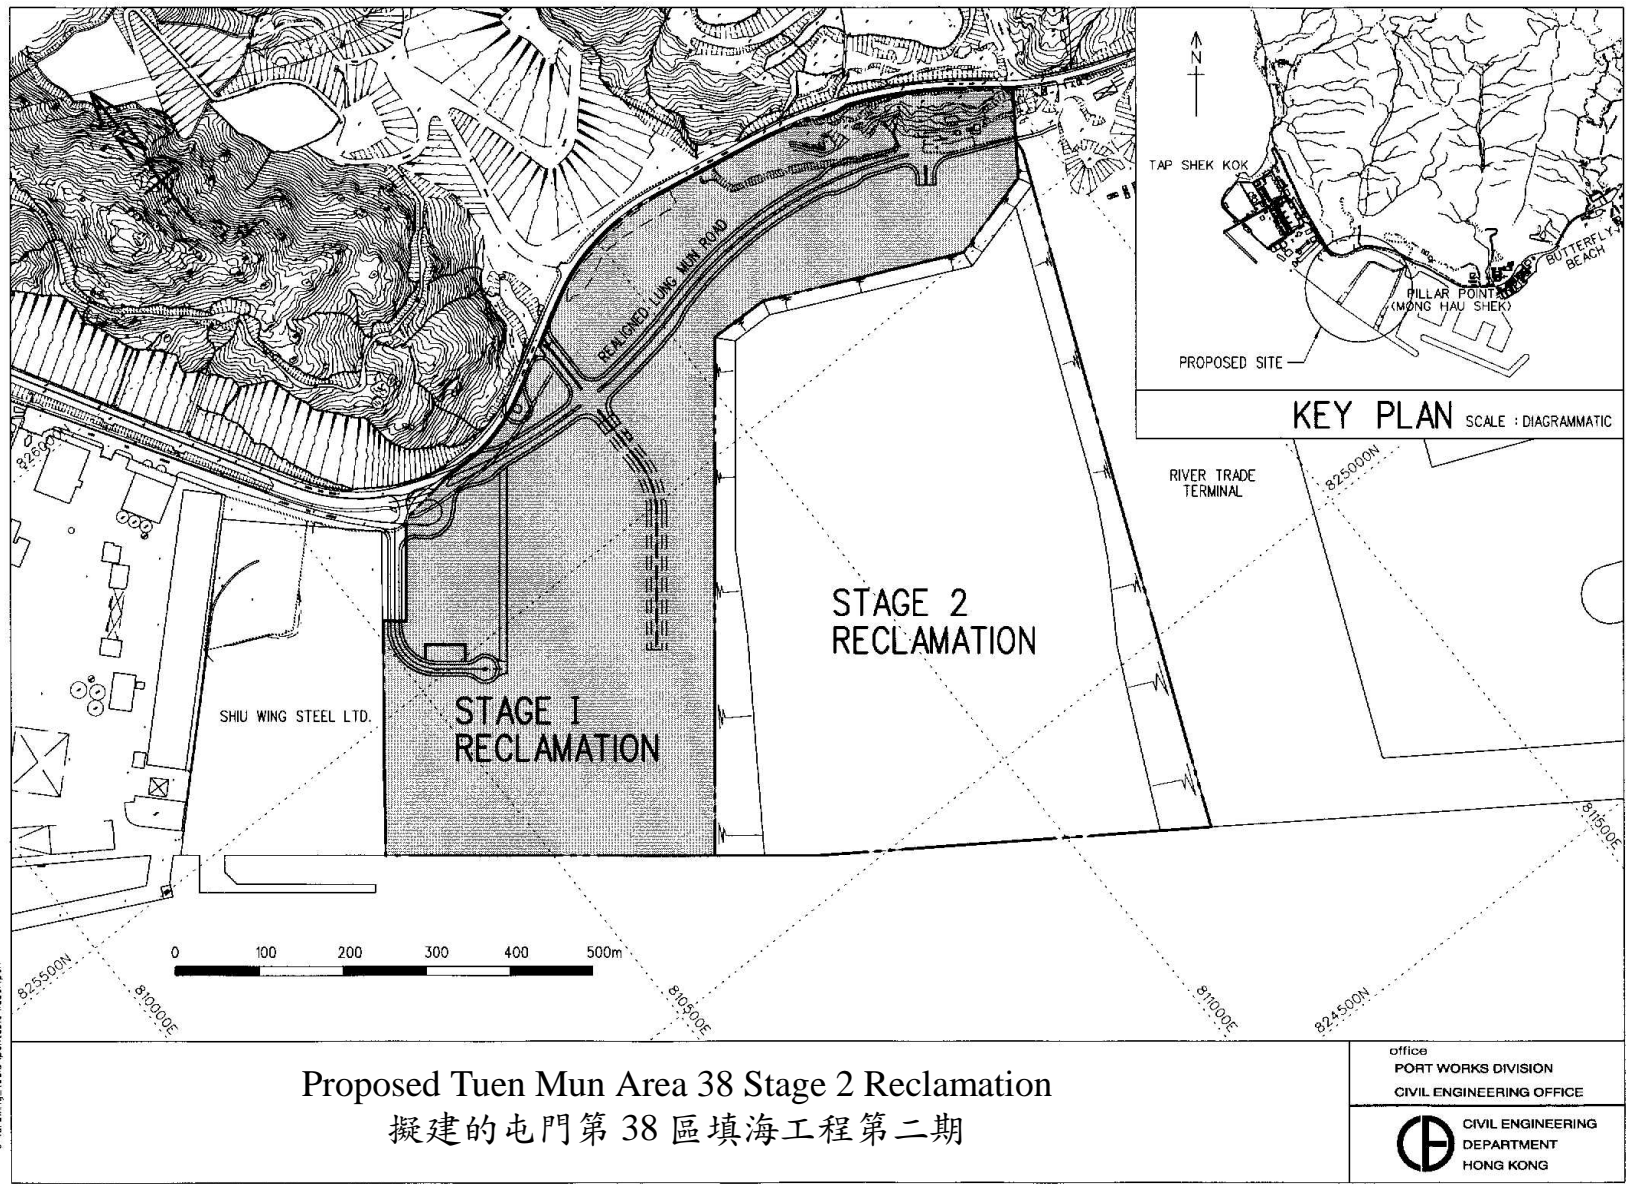 N
TAP SHEK KOK
BUTTERFLY
BEACH
PILLAR POINT
(MONG HAU SHEK)
PROPOSED SITE
KEY PLAN SCALE : DIAGRAMMATIC
REALIGNED LUNG MUN ROAD
RIVER TRADE
TERMINAL
825000N
STAGE 2
RECLAMATION
SHIU WING STEEL LTD.
STAGE I
RECLAMATION
811500E
0 100 200 300 400 500m
825500N
810000E
810500E
811000E
824500N
Proposed Tuen Mun Area 38 Stage 2 Reclamation
擬建的屯門第 38 區填海工程第二期
office
PORT WORKS DIVISION
CIVIL ENGINEERING OFFICE
CIVIL ENGINEERING
DEPARTMENT
HONG KONG